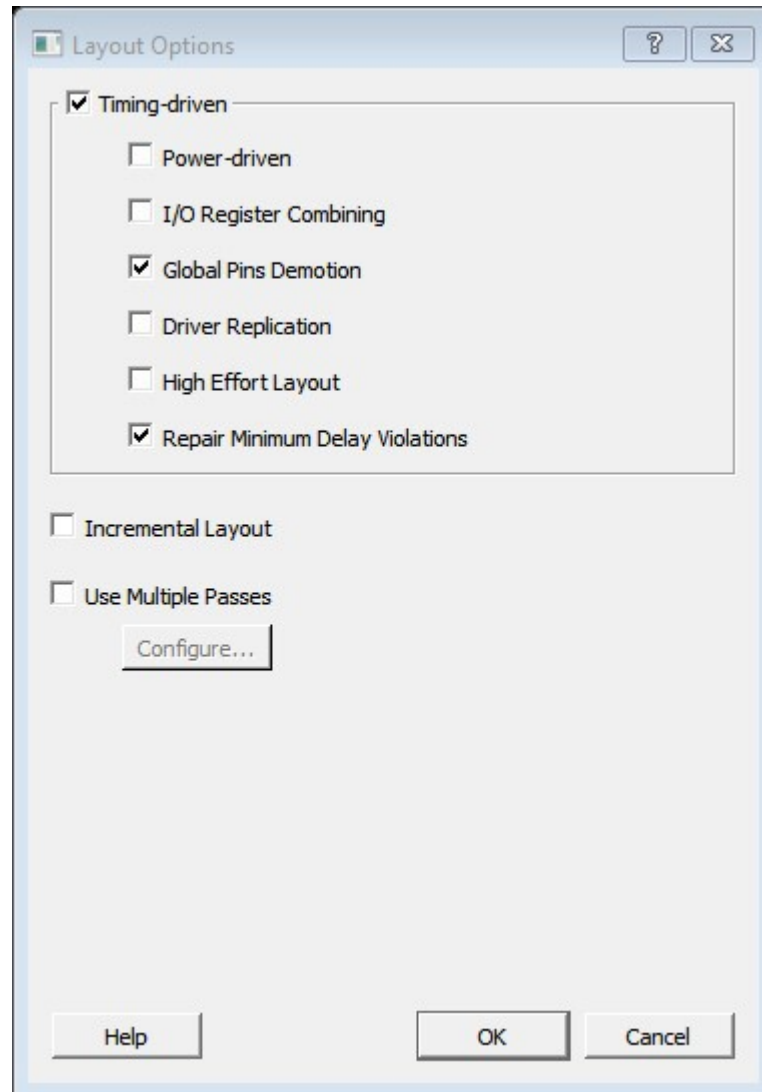 Layout Options
Timing-driven
Power-driven
I/O Register Combining
Global Pins Demotion
Driver Replication
High Effort Layout
Repair Minimum Delay Violations
Incremental Layout
Use Multiple Passes
Configure...
Help OK Cancel